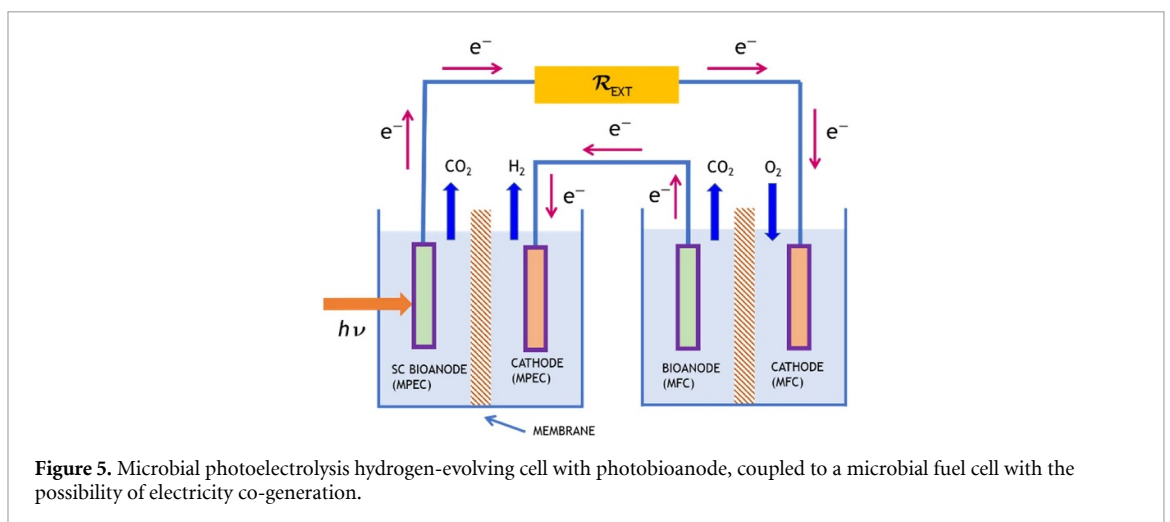 e⁻
e⁻
ℛEXT
e⁻
e⁻
e⁻
CO₂
H₂
CO₂
O₂
e⁻
e⁻
hν
SC BIOANODE
(MPEC)
CATHODE
(MPEC)
BIOANODE
(MFC)
CATHODE
(MFC)
MEMBRANE
Figure 5. Microbial photoelectrolysis hydrogen-evolving cell with photobioanode, coupled to a microbial fuel cell with the
possibility of electricity co-generation.